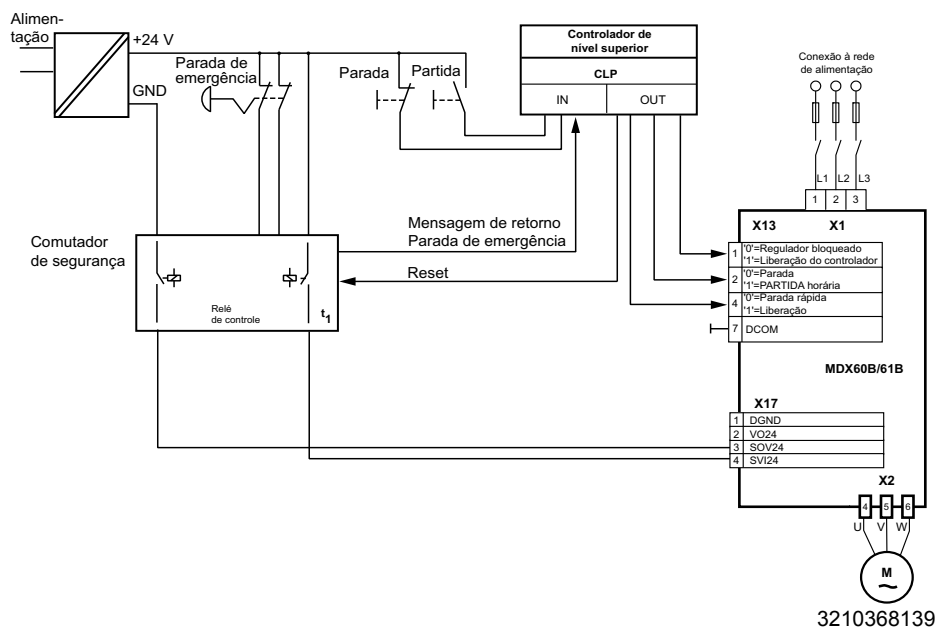 Alimen-
tação
+24 V
GND
Parada de
emergência
Parada
Partida
Controlador de
nível superior
CLP
IN
OUT
Conexão à rede
de alimentação
L1
L2
L3
1
2
3
X13
X1
1
'0'=Regulador bloqueado
'1'=Liberação do controlador
2
'0'=Parada
'1'=PARTIDA horária
4
'0'=Parada rápida
'1'=Liberação
7
DCOM
MDX60B/61B
Mensagem de retorno
Parada de emergência
Reset
Comutador
de segurança
Relé
de controle
t1
X17
1
DGND
2
VO24
3
SOV24
4
SVI24
X2
4
5
6
U
V
W
M
~
3210368139